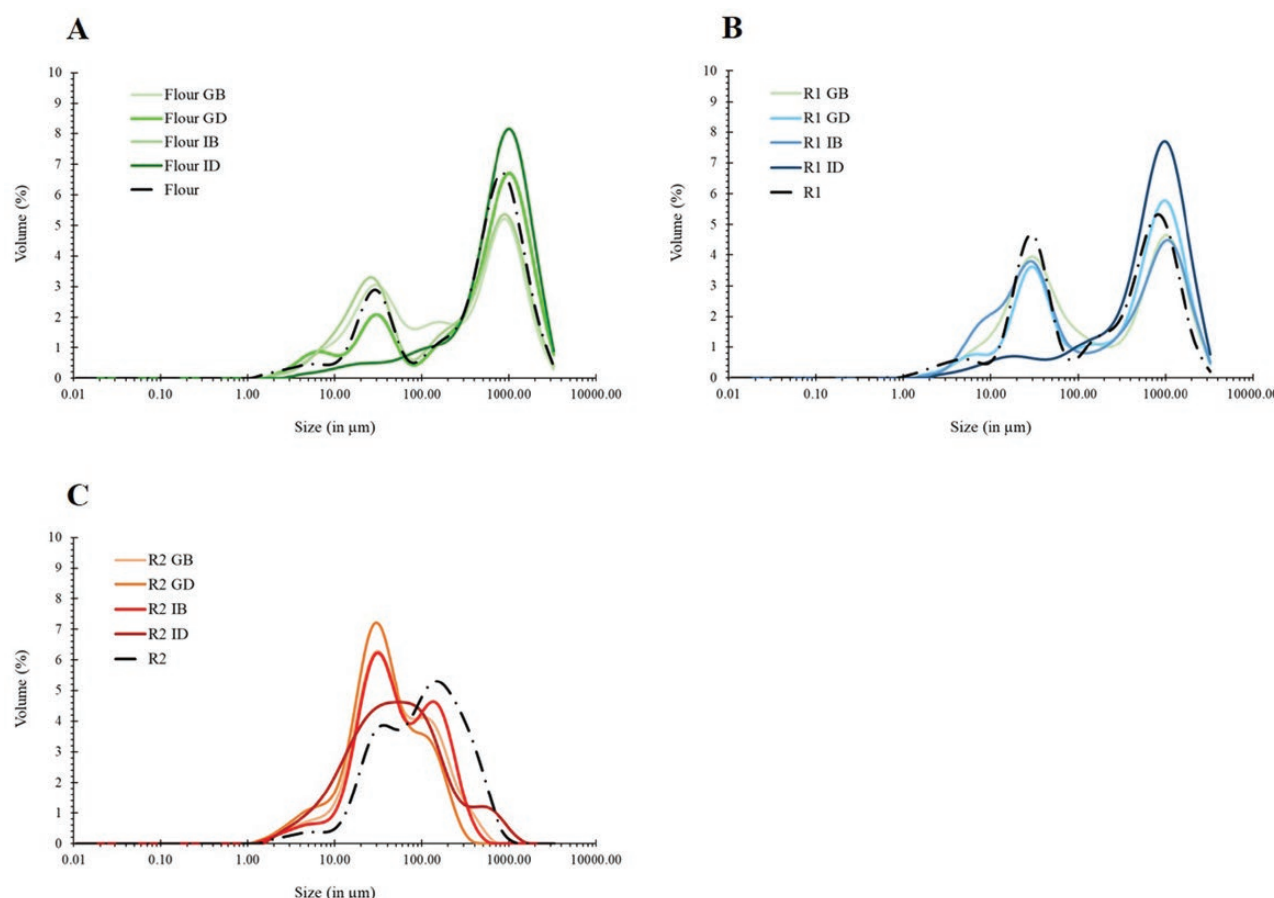 A
10
9
8
7
6
5
4
3
2
1
0
Volume (%)
Flour GB
Flour GD
Flour IB
Flour ID
Flour
0.01 0.10 1.00 10.00 100.00 1000.00 10000.00
Size (in µm)
B
10
9
8
7
6
5
4
3
2
1
0
Volume (%)
R1 GB
R1 GD
R1 IB
R1 ID
R1
0.01 0.10 1.00 10.00 100.00 1000.00 10000.00
Size (in µm)
C
10
9
8
7
6
5
4
3
2
1
0
Volume (%)
R2 GB
R2 GD
R2 IB
R2 ID
R2
0.01 0.10 1.00 10.00 100.00 1000.00 10000.00
Size (in µm)